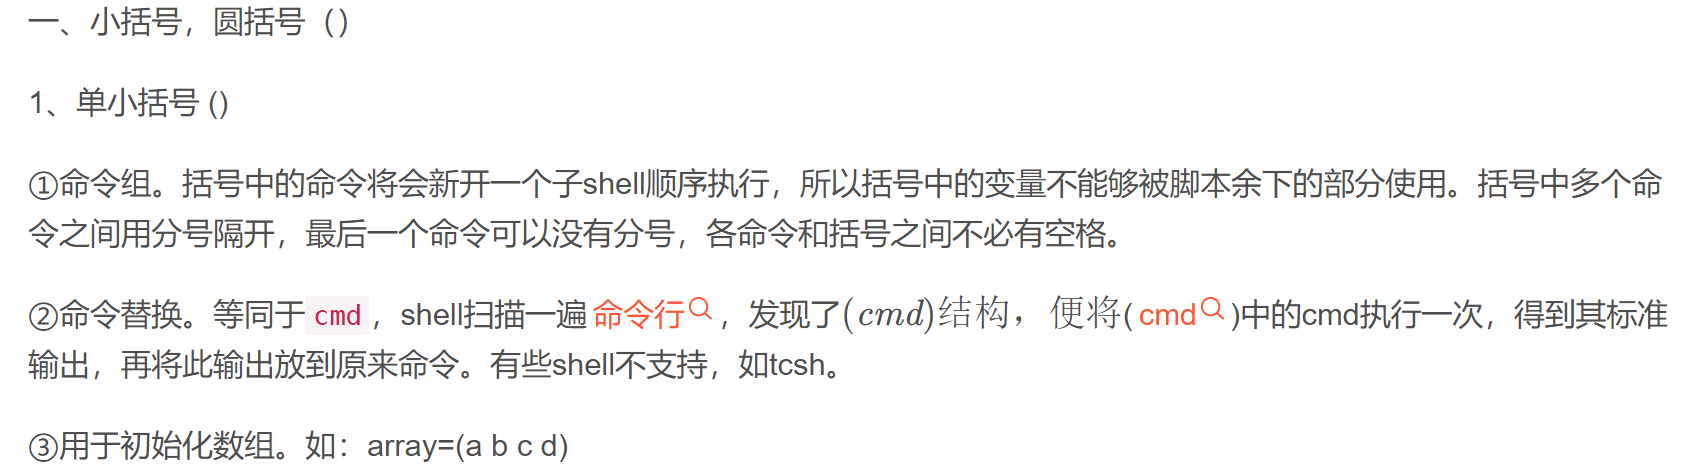 一、小括号，圆括号（）
1、单小括号 ()
①命令组。括号中的命令将会新开一个子shell顺序执行，所以括号中的变量不能够被脚本余下的部分使用。括号中多个命
令之间用分号隔开，最后一个命令可以没有分号，各命令和括号之间不必有空格。
②命令替换。等同于cmd，shell扫描一遍命令行，发现了(cmd)结构，便将(cmd)中的cmd执行一次，得到其标准
输出，再将此输出放到原来命令。有些shell不支持，如tcsh。
③用于初始化数组。如：array=(a b c d)